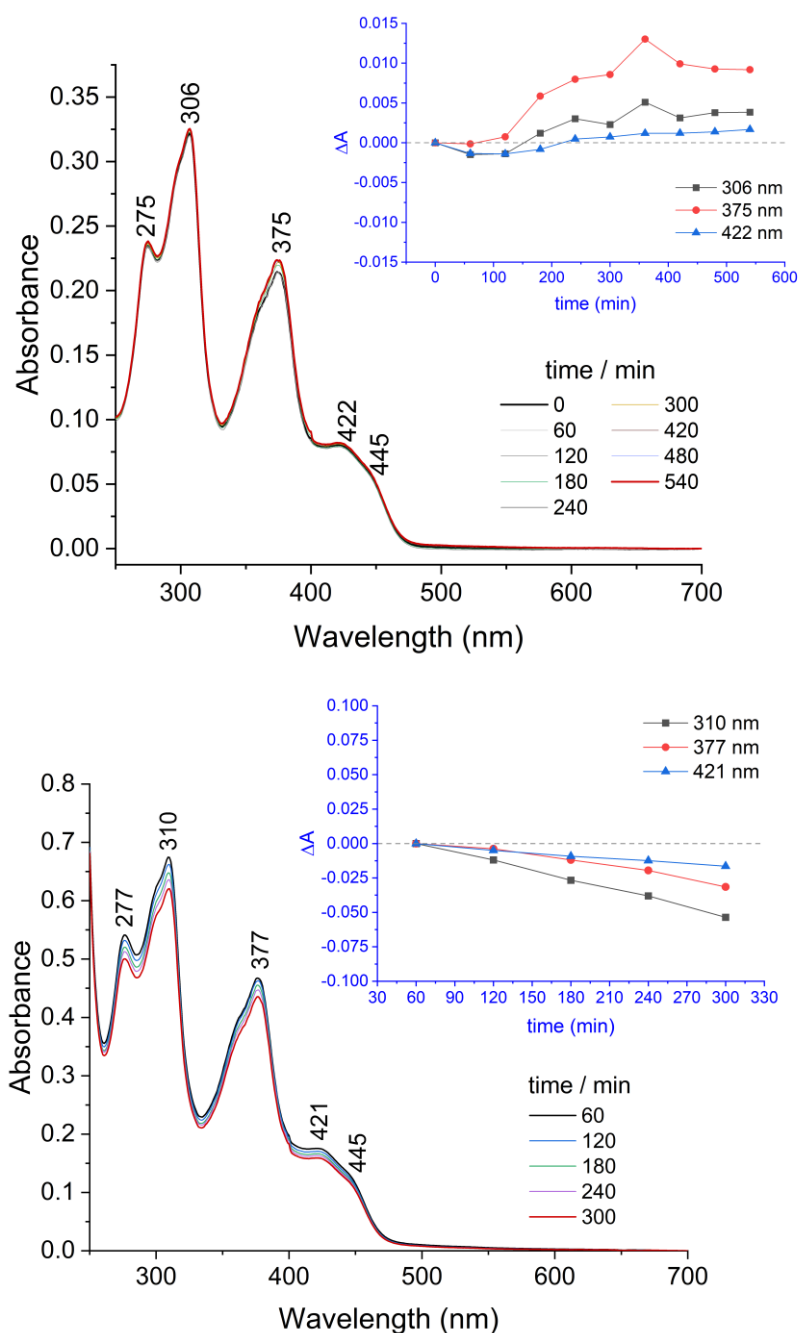 0.35
0.30
0.25
0.20
0.15
0.10
0.05
0.00
Absorbance
275
306
375
422
445
300 400 500 600 700
Wavelength (nm)
0.015
0.010
0.005
0.000
-0.005
-0.010
-0.015
ΔA
306 nm
375 nm
422 nm
0 100 200 300 400 500 600
time (min)
time / min
0 300
60 420
120 480
180 540
240
0.8
0.7
0.6
0.5
0.4
0.3
0.2
0.1
0.0
Absorbance
277
310
377
421
445
300 400 500 600 700
Wavelength (nm)
0.100
0.075
0.050
0.025
0.000
-0.025
-0.050
-0.075
-0.100
ΔA
310 nm
377 nm
421 nm
30 60 90 120 150 180 210 240 270 300 330
time (min)
time / min
60
120
180
240
300